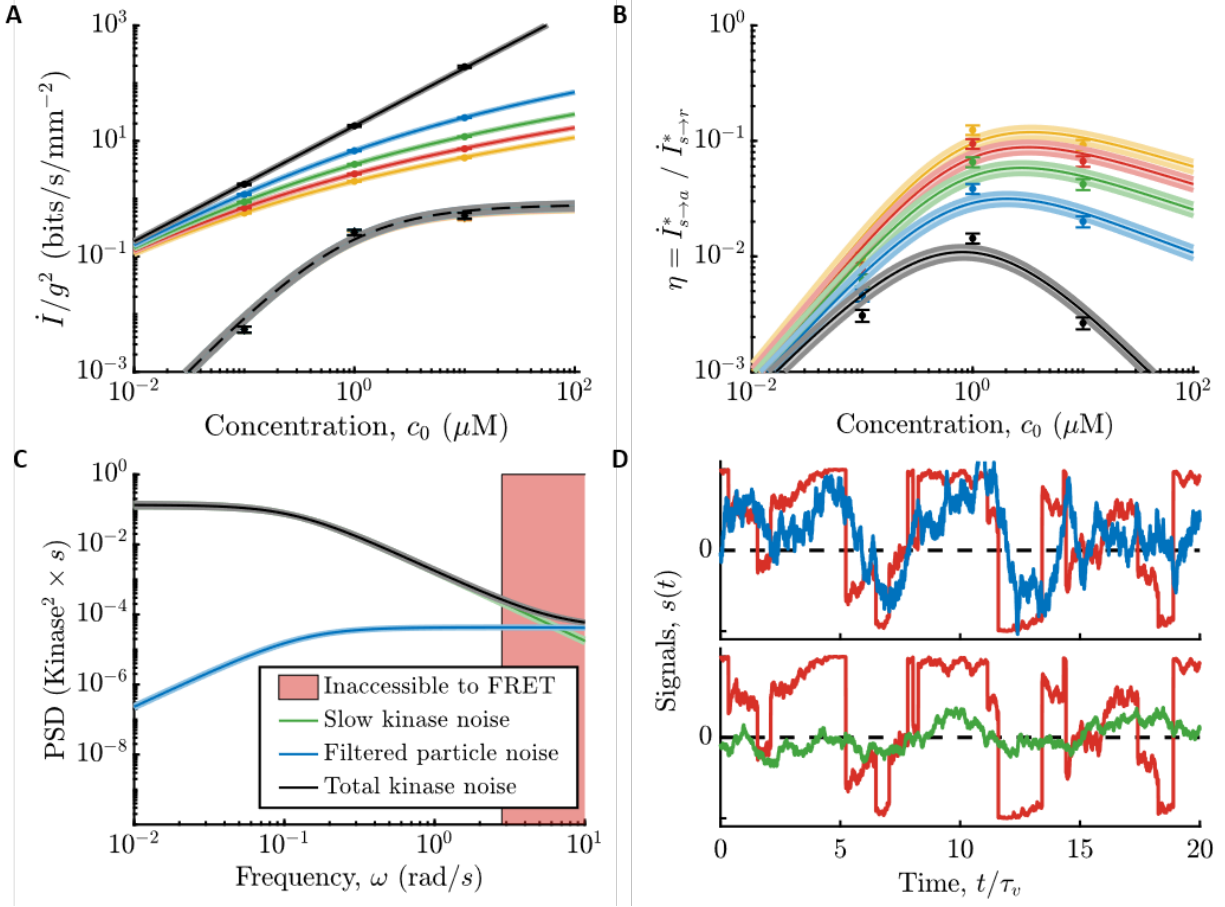 A
10^3
10^1
10^-1
10^-3
İ/g^2 (bits/s/mm^-2)
10^-2
10^0
10^2
Concentration, c_0 (μM)
B
10^0
10^-1
10^-2
10^-3
η = İ*_{s→a} / İ*_{s→r}
10^-2
10^0
10^2
Concentration, c_0 (μM)
C
10^0
10^-2
10^-4
10^-6
10^-8
PSD (Kinase^2 × s)
Inaccessible to FRET
Slow kinase noise
Filtered particle noise
Total kinase noise
10^-2
10^-1
10^0
10^1
Frequency, ω (rad/s)
D
0
0
Signals, s(t)
0
5
10
15
20
Time, t/τ_v